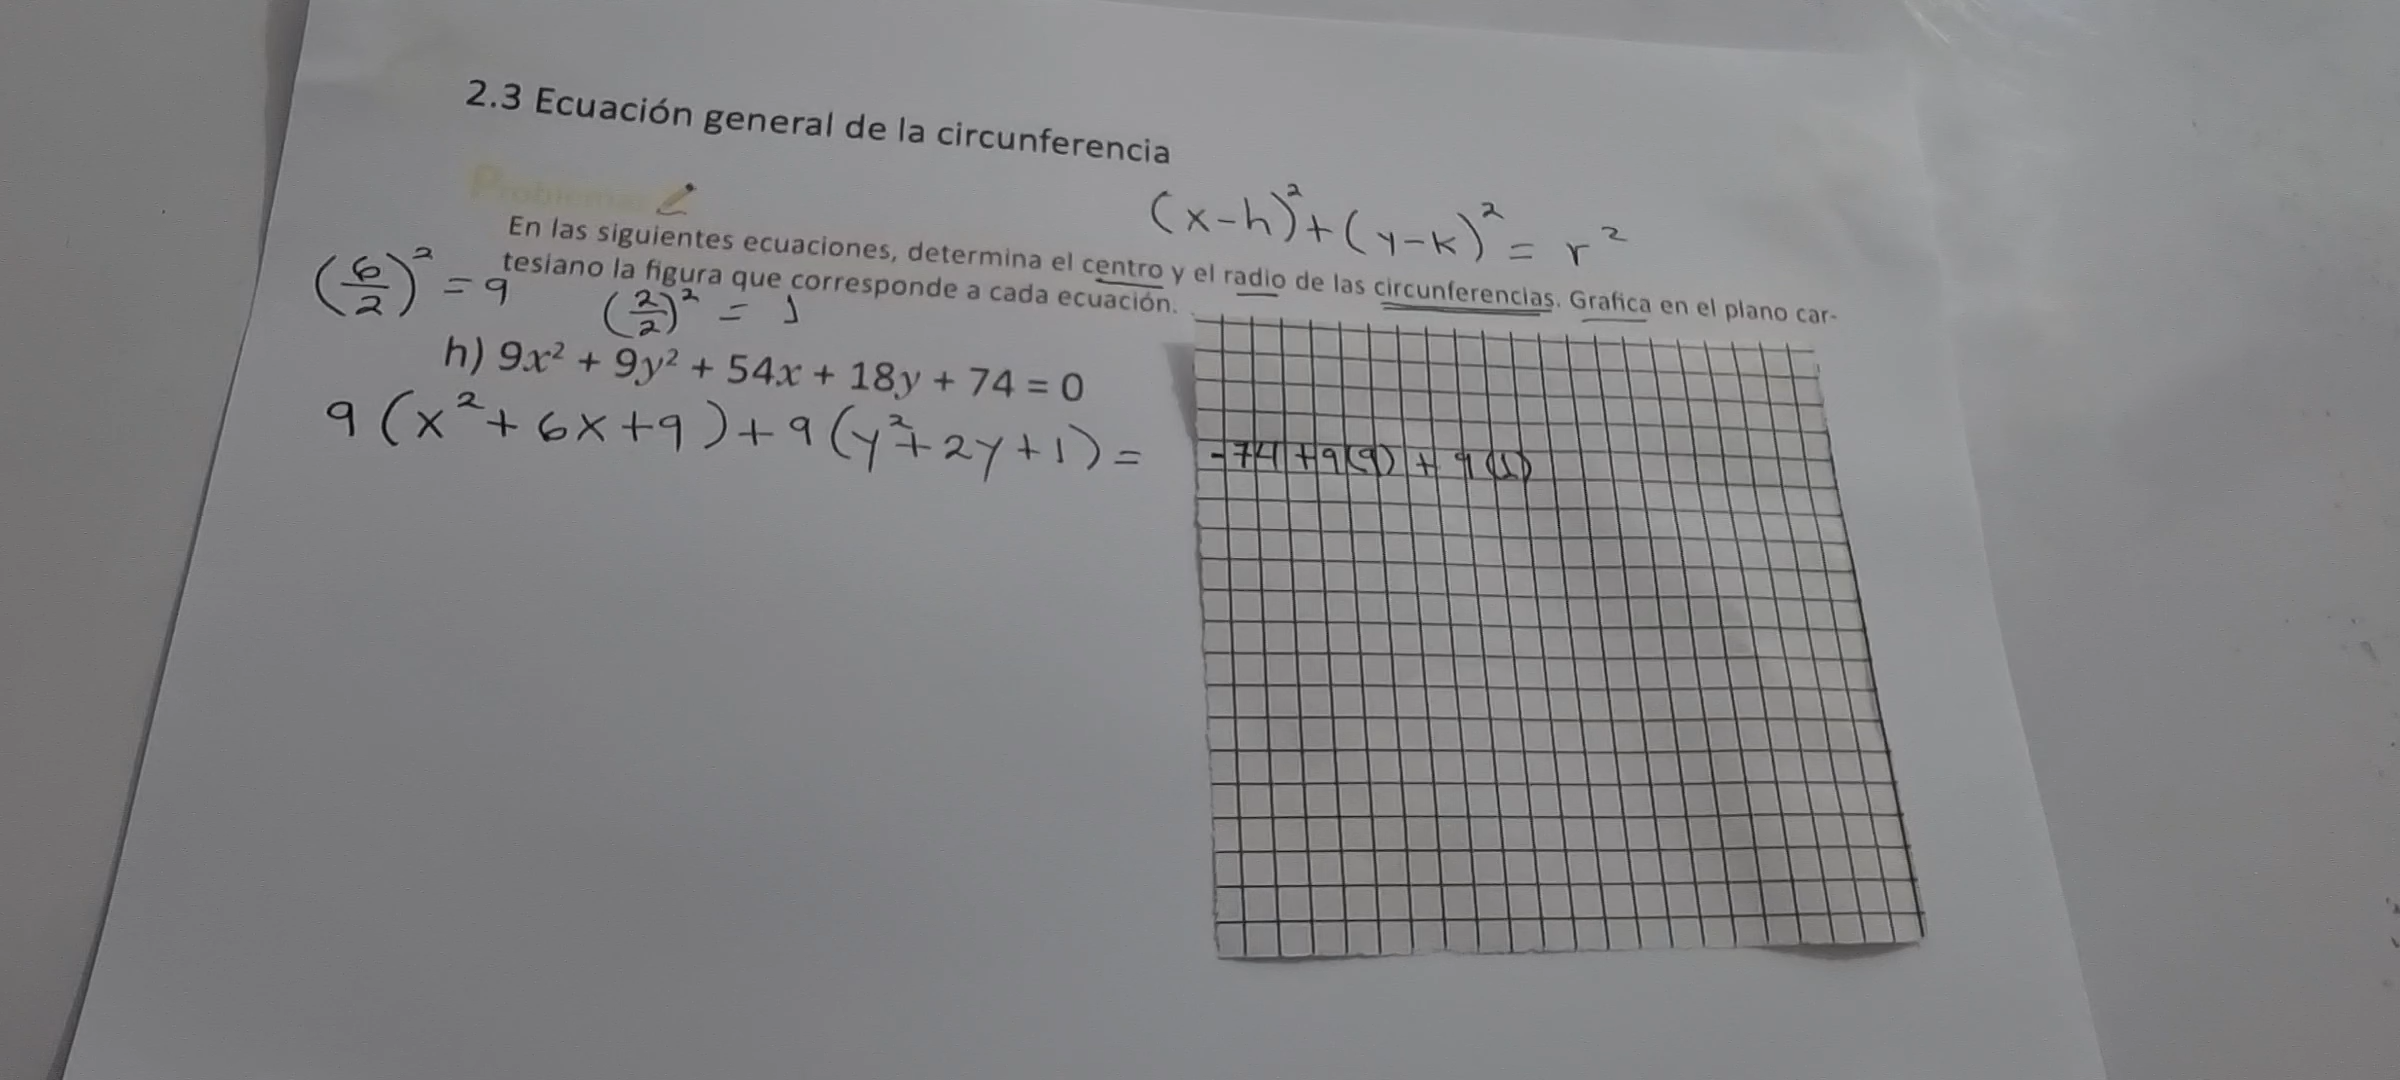 2.3 Ecuación general de la circunferencia
Problemas
(x-h)²+(y-k)²= r²
En las siguientes ecuaciones, determina el centro y el radio de las circunferencias. Grafica en el plano car-
tesiano la figura que corresponde a cada ecuación.
(6/2)² = 9
(2/2)² = 1
h) 9x² + 9y² + 54x + 18y + 74 = 0
9(x²+6x+9)+9(y²+2y+1)= -74+9(9)+9(1)